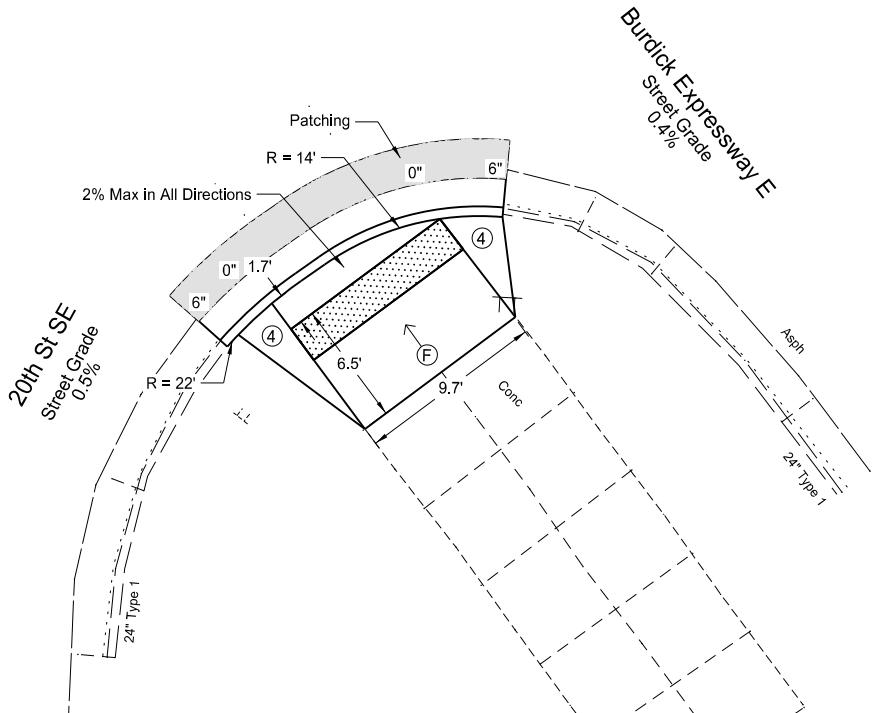 Burdick Expressway E
Street Grade
0.4%
Patching
R = 14'
2% Max in All Directions
0"
6"
4
0"
1.7'
6"
4
20th St SE
Street Grade
0.5%
R = 22'
6.5'
F
9.7'
Conc
Asph
24" Type 1
24" Type 1